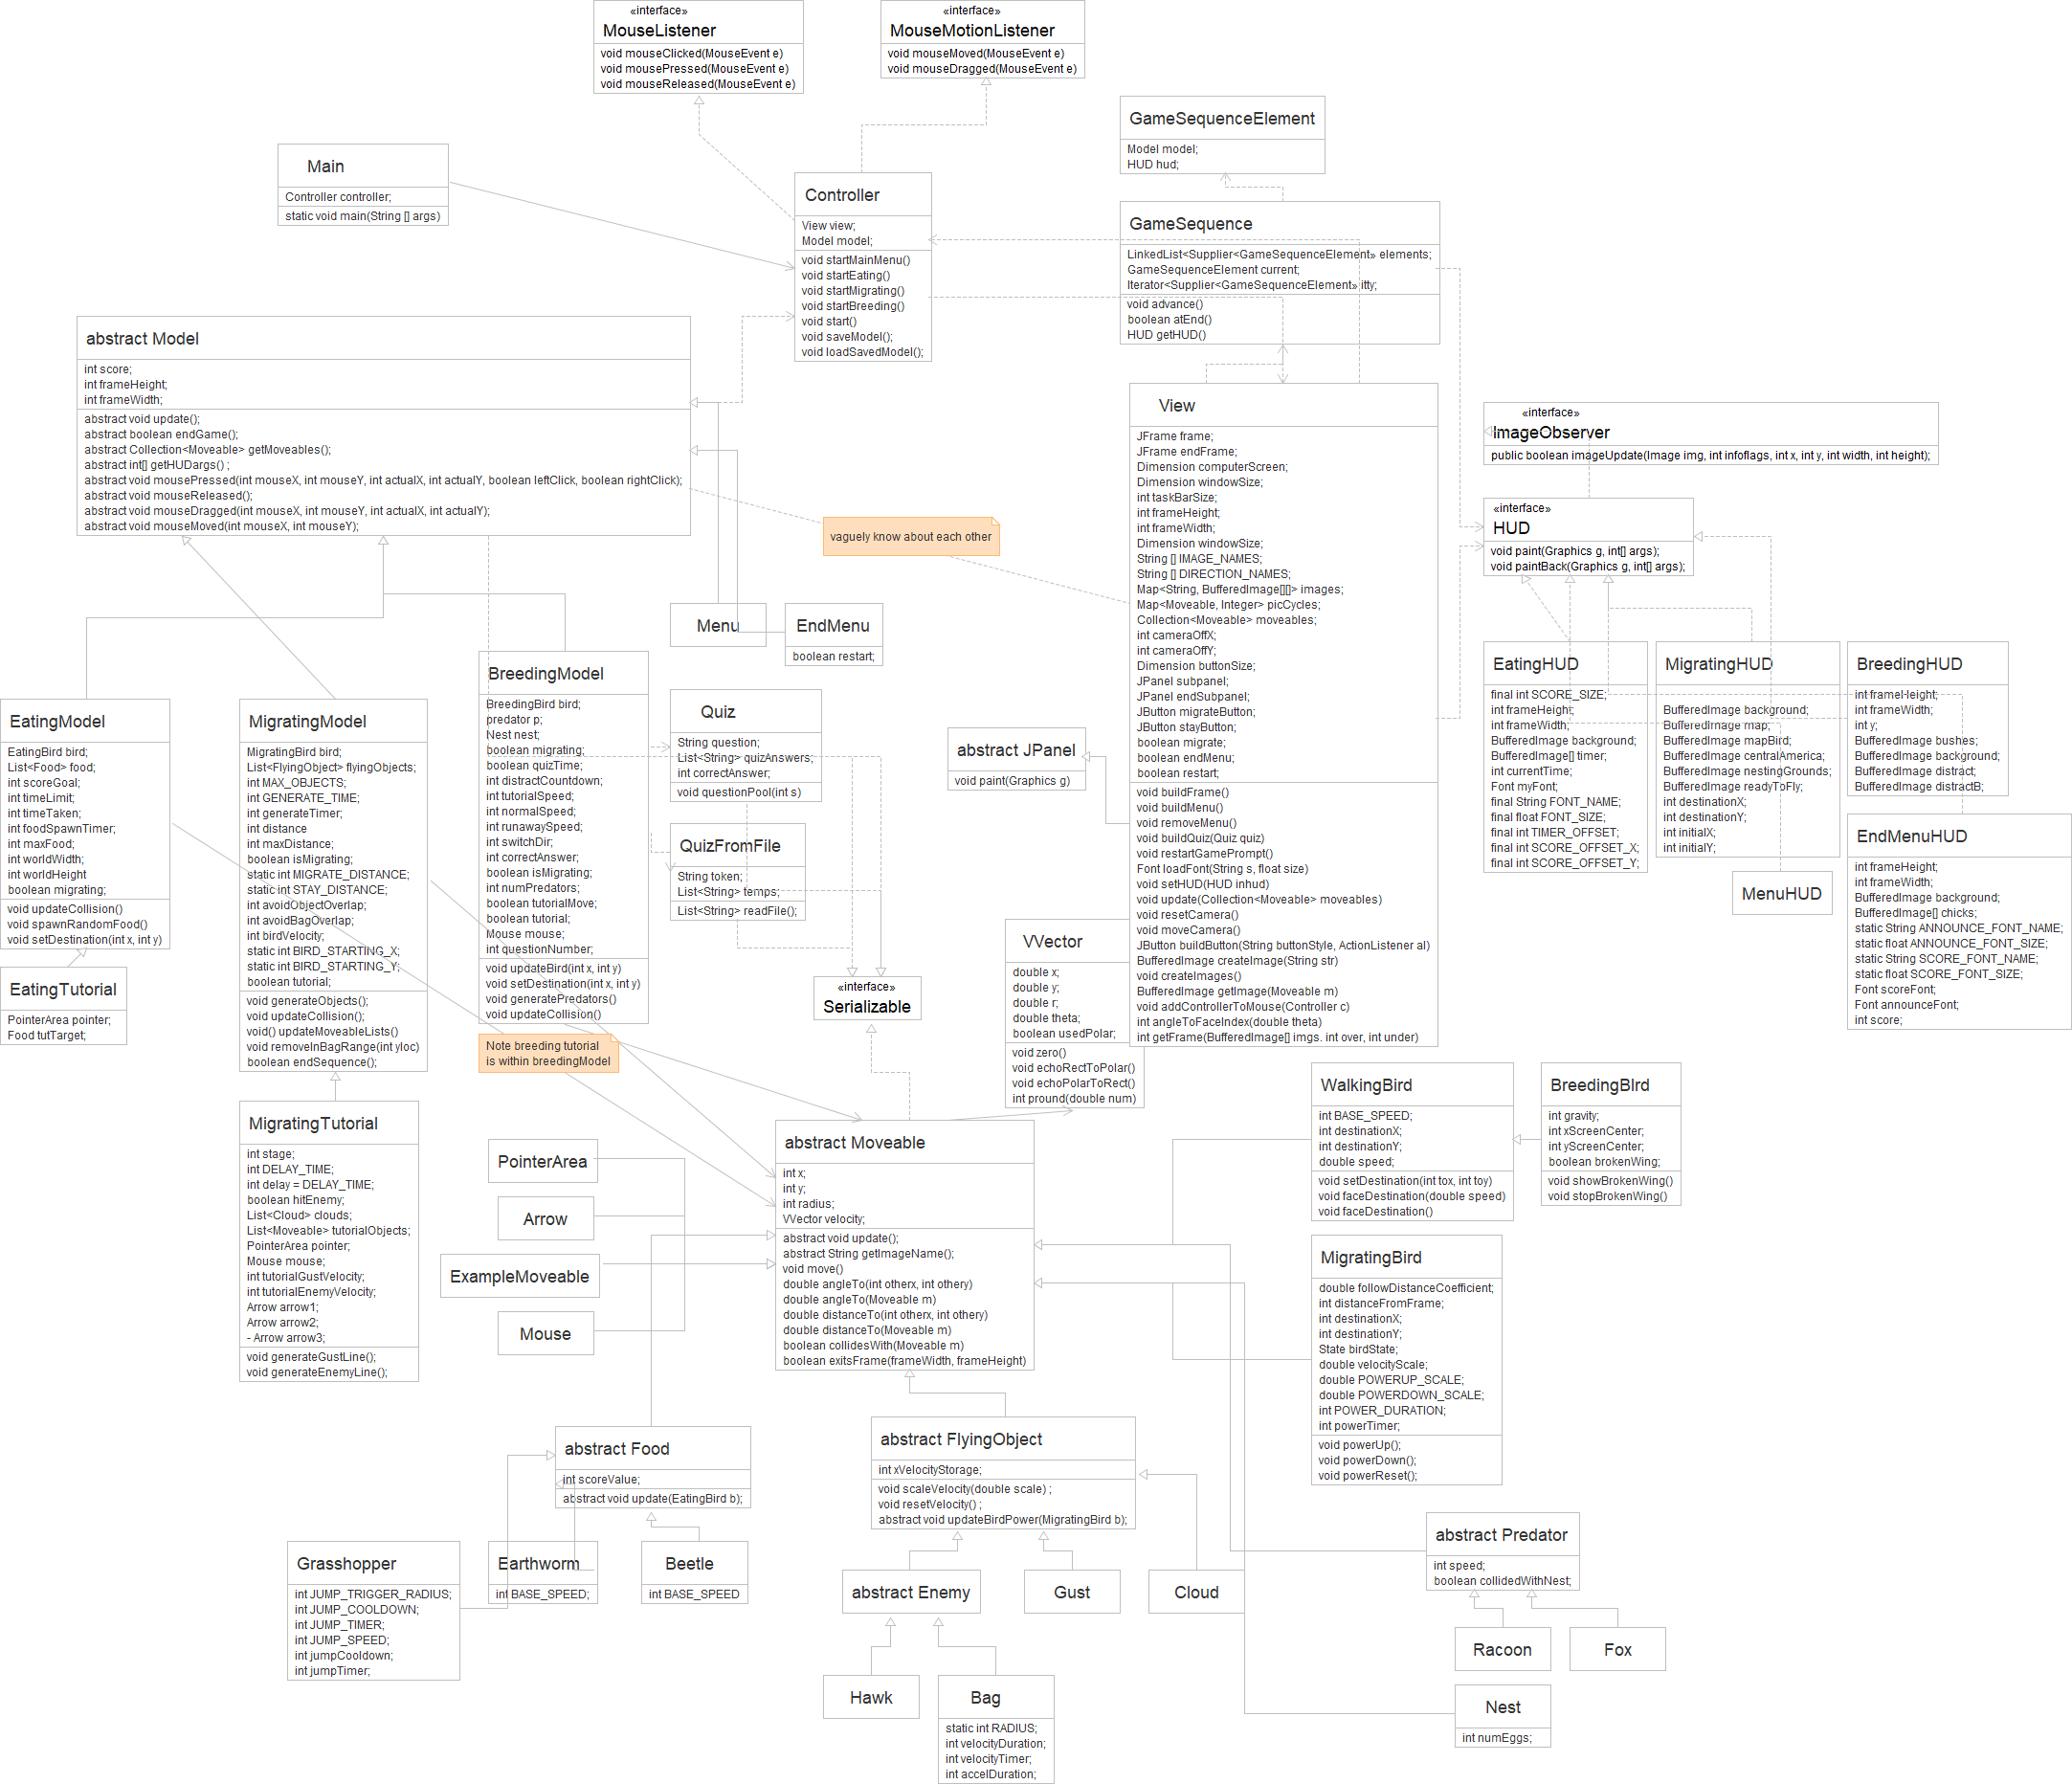 «interface»
MouseListener
void mouseClicked(MouseEvent e)
void mousePressed(MouseEvent e)
void mouseReleased(MouseEvent e)
«interface»
MouseMotionListener
void mouseMoved(MouseEvent e)
void mouseDragged(MouseEvent e)
GameSequenceElement
Model model;
HUD hud;
Main
Controller controller;
static void main(String [] args)
Controller
View view;
Model model;
void startMainMenu()
void startEating()
void startMigrating()
void startBreeding()
void start()
void saveModel();
void loadSavedModel();
GameSequence
LinkedList<Supplier<GameSequenceElement» elements;
GameSequenceElement current;
Iterator<Supplier<GameSequenceElement» itty;
void advance()
boolean atEnd()
HUD getHUD()
abstract Model
int score;
int frameHeight;
int frameWidth;
abstract void update();
abstract boolean endGame();
abstract Collection<Moveable> getMoveables();
abstract int[] getHUDargs() ;
abstract void mousePressed(int mouseX, int mouseY, int actualX, int actualY, boolean leftClick, boolean rightClick);
abstract void mouseReleased();
abstract void mouseDragged(int mouseX, int mouseY, int actualX, int actualY);
abstract void mouseMoved(int mouseX, int mouseY);
vaguely know about each other
View
JFrame frame;
JFrame endFrame;
Dimension computerScreen;
Dimension windowSize;
int taskBarSize;
int frameHeight;
int frameWidth;
Dimension windowSize;
String [] IMAGE_NAMES;
String [] DIRECTION_NAMES;
Map<String, BufferedImage[][]> images;
Map<Moveable, Integer> picCycles;
Collection<Moveable> moveables;
int cameraOffX;
int cameraOffY;
Dimension buttonSize;
JPanel subpanel;
JPanel endSubpanel;
JButton migrateButton;
JButton stayButton;
boolean migrate;
boolean endMenu;
boolean restart;
void buildFrame()
void buildMenu()
void removeMenu()
void buildQuiz(Quiz quiz)
void restartGamePrompt()
Font loadFont(String s, float size)
void setHUD(HUD inhud)
void update(Collection<Moveable> moveables)
void resetCamera()
void moveCamera()
JButton buildButton(String buttonStyle, ActionListener al)
BufferedImage createImage(String str)
void createImages()
BufferedImage getImage(Moveable m)
void addControllerToMouse(Controller c)
int angleToFaceIndex(double theta)
int getFrame(BufferedImage[] imgs. int over, int under)
«interface»
ImageObserver
public boolean imageUpdate(Image img, int infoflags, int x, int y, int width, int height);
«interface»
HUD
void paint(Graphics g, int[] args);
void paintBack(Graphics g, int[] args);
Menu
EndMenu
boolean restart;
EatingHUD
final int SCORE_SIZE;
int frameHeight;
int frameWidth;
BufferedImage background;
BufferedImage[] timer;
int currentTime;
Font myFont;
final String FONT_NAME;
final float FONT_SIZE;
final int TIMER_OFFSET;
final int SCORE_OFFSET_X;
final int SCORE_OFFSET_Y;
MigratingHUD
BufferedImage background;
BufferedImage map;
BufferedImage mapBird;
BufferedImage centralAmerica;
BufferedImage nestingGrounds;
BufferedImage readyToFly;
int destinationX;
int destinationY;
int initialX;
int initialY;
BreedingHUD
int frameHeight;
int frameWidth;
int y;
BufferedImage bushes;
BufferedImage background;
BufferedImage distract;
BufferedImage distractB;
MenuHUD
EndMenuHUD
int frameHeight;
int frameWidth;
BufferedImage background;
BufferedImage[] chicks;
static String ANNOUNCE_FONT_NAME;
static float ANNOUNCE_FONT_SIZE;
static String SCORE_FONT_NAME;
static float SCORE_FONT_SIZE;
Font scoreFont;
Font announceFont;
int score;
EatingModel
EatingBird bird;
List<Food> food;
int scoreGoal;
int timeLimit;
int timeTaken;
int foodSpawnTimer;
int maxFood;
int worldWidth;
int worldHeight
boolean migrating;
void updateCollision()
void spawnRandomFood()
void setDestination(int x, int y)
EatingTutorial
PointerArea pointer;
Food tutTarget;
MigratingModel
MigratingBird bird;
List<FlyingObject> flyingObjects;
int MAX_OBJECTS;
int GENERATE_TIME;
int generateTimer;
int distance
int maxDistance;
boolean isMigrating;
static int MIGRATE_DISTANCE;
static int STAY_DISTANCE;
int avoidObjectOverlap;
int avoidBagOverlap;
int birdVelocity;
static int BIRD_STARTING_X;
static int BIRD_STARTING_Y;
boolean tutorial;
void generateObjects();
void updateCollision;
void() updateMoveableLists()
void removeInBagRange(int yloc)
boolean endSequence();
MigratingTutorial
int stage;
int DELAY_TIME;
int delay = DELAY_TIME;
boolean hitEnemy;
List<Cloud> clouds;
List<Moveable> tutorialObjects;
PointerArea pointer;
Mouse mouse;
int tutorialGustVelocity;
int tutorialEnemyVelocity;
Arrow arrow1;
Arrow arrow2;
- Arrow arrow3;
void generateGustLine();
void generateEnemyLine();
BreedingModel
BreedingBird bird;
predator p;
Nest nest;
boolean migrating;
boolean quizTime;
int distractCountdown;
int tutorialSpeed;
int normalSpeed;
int runawaySpeed;
int switchDir;
int correctAnswer;
boolean isMigrating;
int numPredators;
boolean tutorialMove;
boolean tutorial;
Mouse mouse;
int questionNumber;
void updateBird(int x, int y)
void setDestination(int x, int y)
void generatePredators()
void updateCollision()
Note breeding tutorial
is within breedingModel
Quiz
String question;
List<String> quizAnswers;
int correctAnswer;
void questionPool(int s)
QuizFromFile
String token;
List<String> temps;
List<String> readFile();
abstract JPanel
void paint(Graphics g)
«interface»
Serializable
VVector
double x;
double y;
double r;
double theta;
boolean usedPolar;
void zero()
void echoRectToPolar()
void echoPolarToRect()
int pround(double num)
abstract Moveable
int x;
int y;
int radius;
VVector velocity;
abstract void update();
abstract String getImageName();
void move()
double angleTo(int otherx, int othery)
double angleTo(Moveable m)
double distanceTo(int otherx, int othery)
double distanceTo(Moveable m)
boolean collidesWith(Moveable m)
boolean exitsFrame(frameWidth, frameHeight)
PointerArea
Arrow
ExampleMoveable
Mouse
WalkingBird
int BASE_SPEED;
int destinationX;
int destinationY;
double speed;
void setDestination(int tox, int toy)
void faceDestination(double speed)
void faceDestination()
BreedingBIrd
int gravity;
int xScreenCenter;
int yScreenCenter;
boolean brokenWing;
void showBrokenWing()
void stopBrokenWing()
MigratingBird
double followDistanceCoefficient;
int distanceFromFrame;
int destinationX;
int destinationY;
State birdState;
double velocityScale;
double POWERUP_SCALE;
double POWERDOWN_SCALE;
int POWER_DURATION;
int powerTimer;
void powerUp();
void powerDown();
void powerReset();
abstract Food
int scoreValue;
abstract void update(EatingBird b);
Grasshopper
int JUMP_TRIGGER_RADIUS;
int JUMP_COOLDOWN;
int JUMP_TIMER;
int JUMP_SPEED;
int jumpCooldown;
int jumpTimer;
Earthworm
int BASE_SPEED;
Beetle
int BASE_SPEED
abstract FlyingObject
int xVelocityStorage;
void scaleVelocity(double scale) ;
void resetVelocity() ;
abstract void updateBirdPower(MigratingBird b);
abstract Enemy
Gust
Cloud
Hawk
Bag
static int RADIUS;
int velocityDuration;
int velocityTimer;
int accelDuration;
abstract Predator
int speed;
boolean collidedWithNest;
Racoon
Fox
Nest
int numEggs;